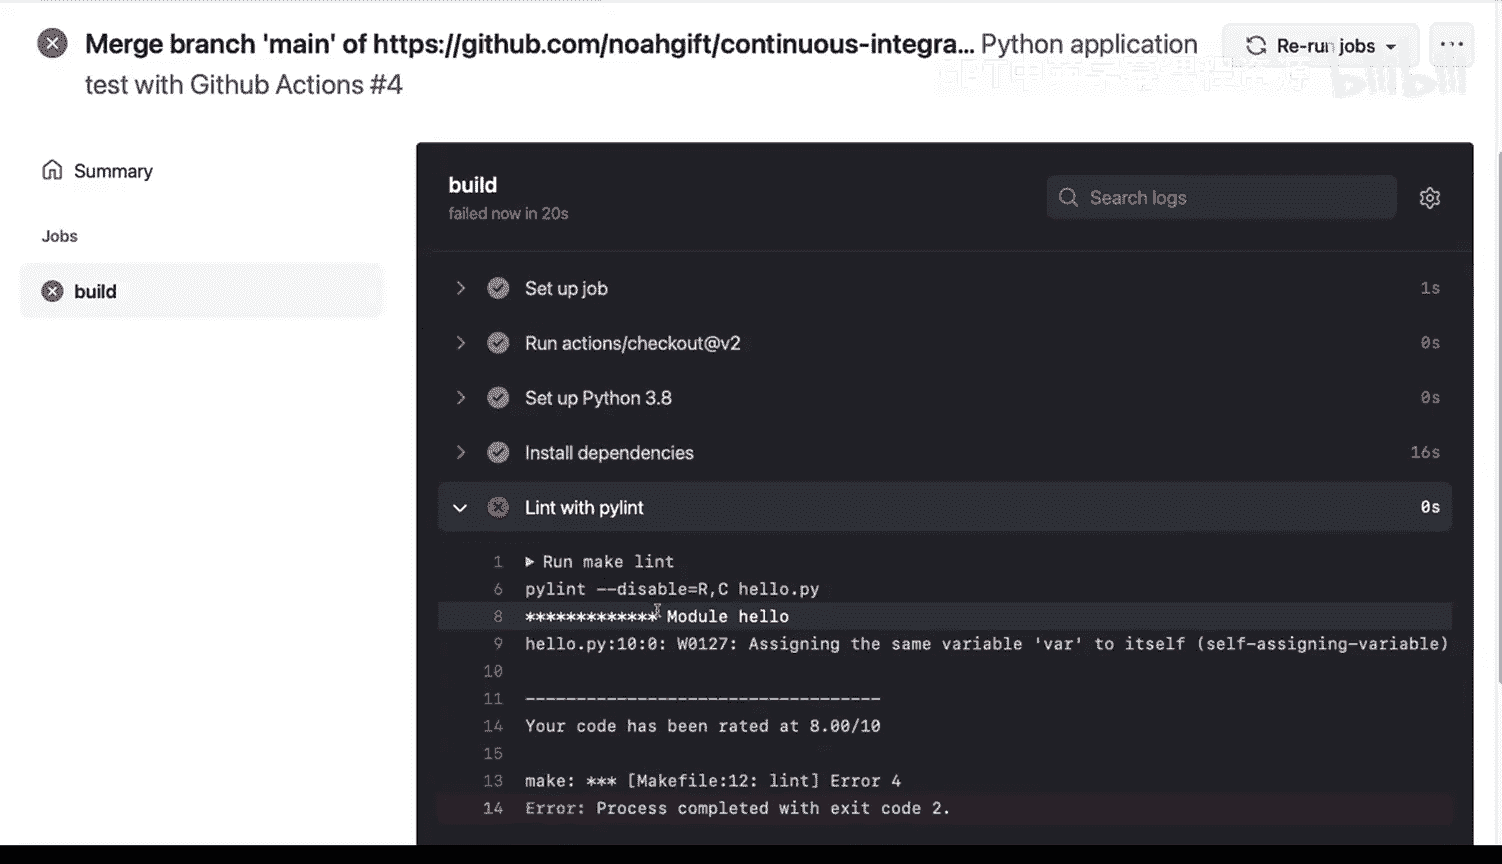 Merge branch 'main' of https://github.com/noahgift/continuous-integra... Python application
test with Github Actions #4
Re-run jobs
Summary
Jobs
build
build
failed now in 20s
Search logs
Set up job 1s
Run actions/checkout@v2 0s
Set up Python 3.8 0s
Install dependencies 16s
Lint with pylint 0s
1 Run make lint
6 pylint --disable=R,C hello.py
8 ************* Module hello
9 hello.py:10:0: W0127: Assigning the same variable 'var' to itself (self-assigning-variable)
10
11 -----------------------------------
14 Your code has been rated at 8.00/10
15
13 make: *** [Makefile:12: lint] Error 4
14 Error: Process completed with exit code 2.
bilibili